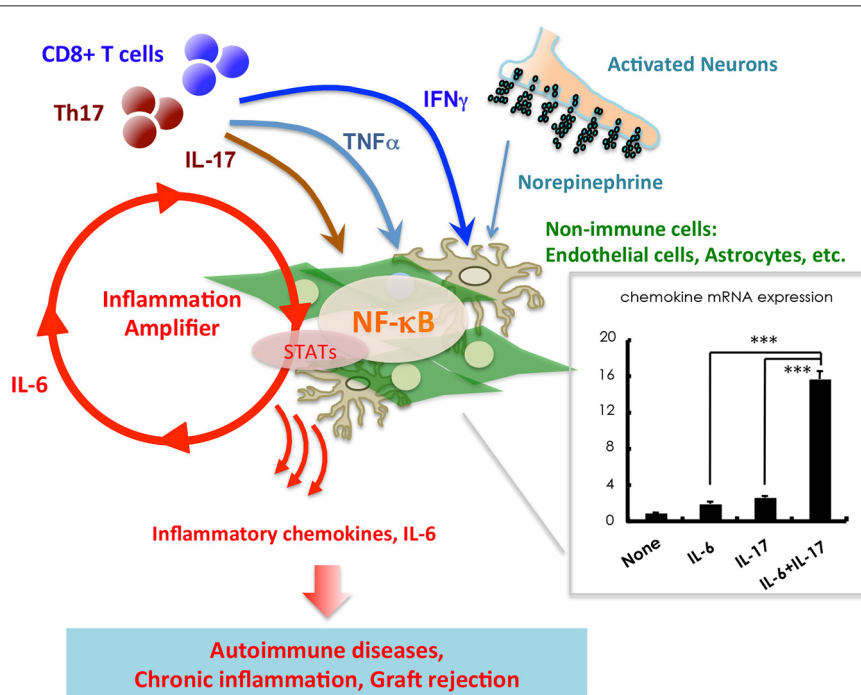 CD8+ T cells
Th17
IL-17
TNFα
IFNγ
Activated Neurons
Norepinephrine
Non-immune cells:
Endothelial cells, Astrocytes, etc.
Inflammation
Amplifier
NF-κB
STATs
IL-6
Inflammatory chemokines, IL-6
Autoimmune diseases,
Chronic inflammation, Graft rejection
chemokine mRNA expression
20
16
12
8
4
0
***
***
None
IL-6
IL-17
IL-6+IL-17